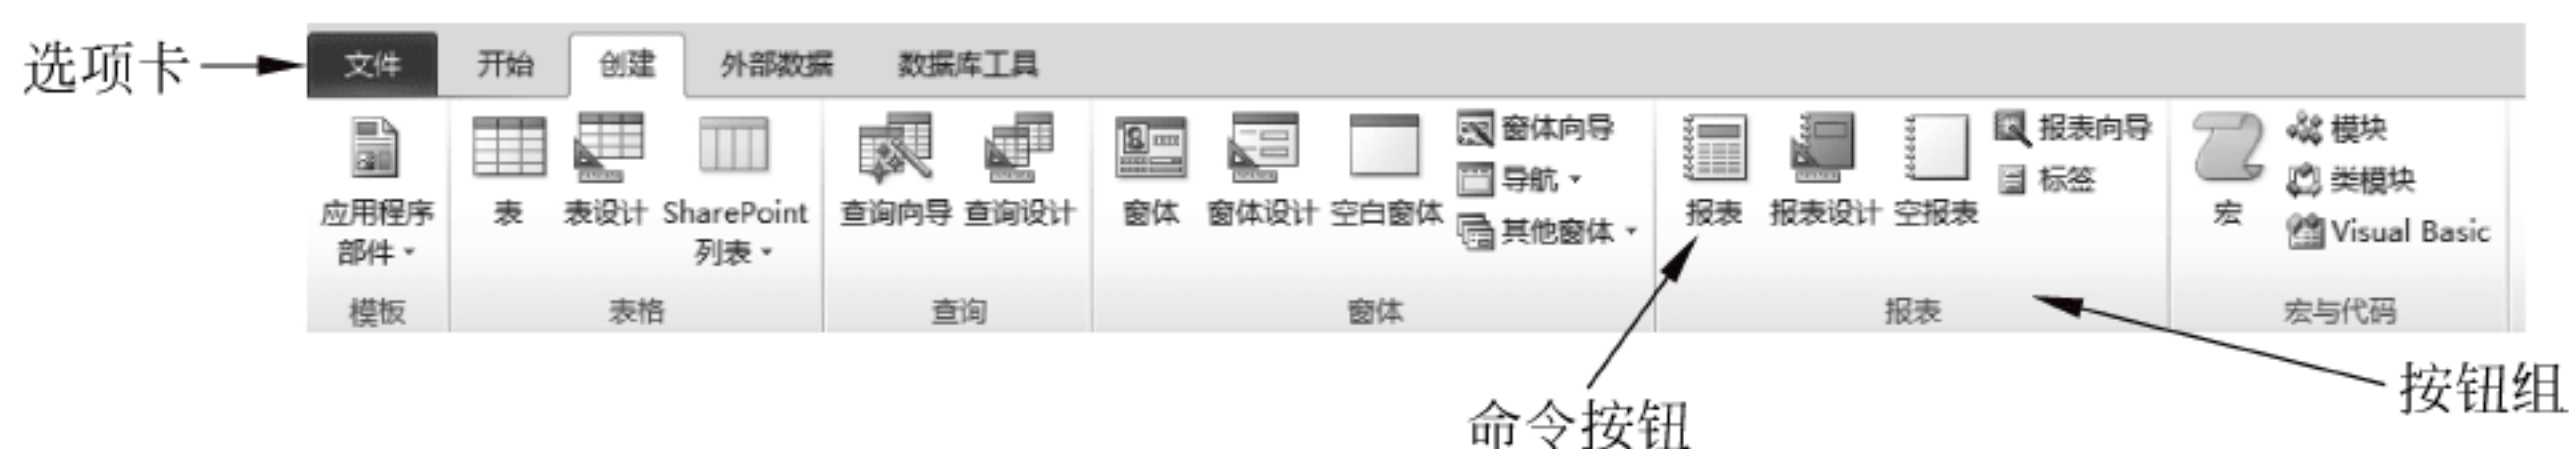 选项卡
文件 开始 创建 外部数据 数据库工具
应用程序
部件
模板
表 表设计 SharePoint
列表
表格
查询向导 查询设计
查询
窗体 窗体设计 空白窗体
窗体向导
导航
其他窗体
窗体
报表 报表设计 空报表
报表向导
标签
报表
宏
模块
类模块
Visual Basic
宏与代码
命令按钮
按钮组